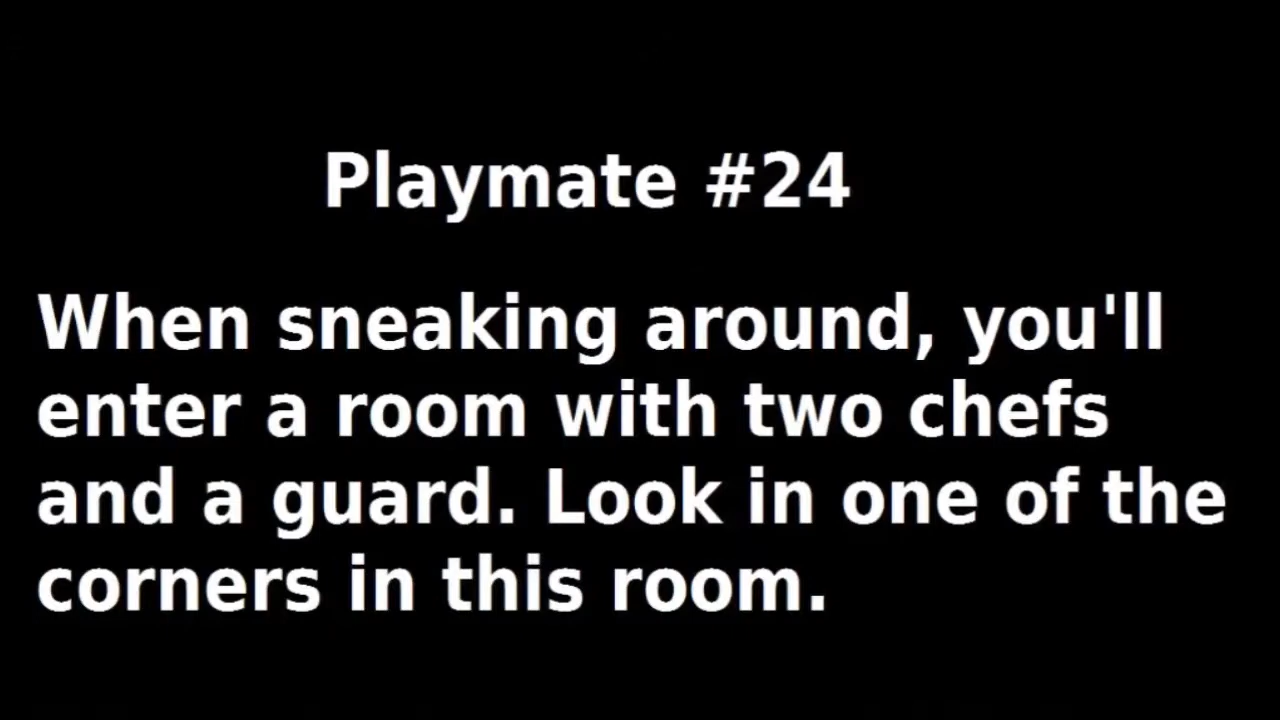 Playmate #24
When sneaking around, you'll
enter a room with two chefs
and a guard. Look in one of the
corners in this room.